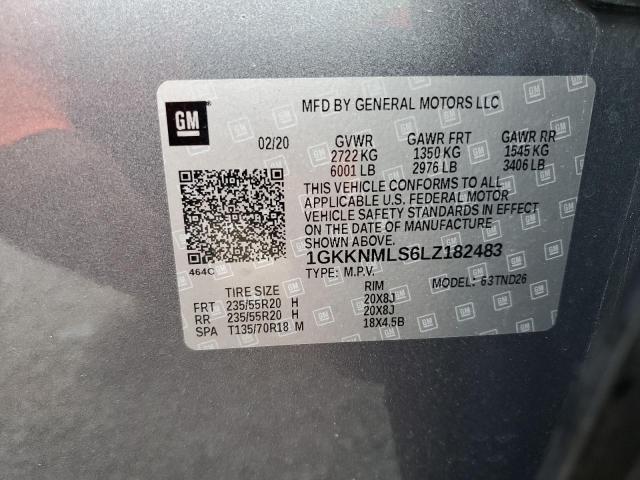 GM
MFD BY GENERAL MOTORS LLC
02/20 GVWR GAWR FRT GAWR RR
2722 KG 1350 KG 1545 KG
6001 LB 2976 LB 3406 LB
THIS VEHICLE CONFORMS TO ALL
APPLICABLE U.S. FEDERAL MOTOR
VEHICLE SAFETY STANDARDS IN EFFECT
ON THE DATE OF MANUFACTURE
SHOWN ABOVE.
1GKKNMLS6LZ182483
464C
TYPE: M.P.V. MODEL: 63TND26
TIRE SIZE RIM
FRT 235/55R20 H 20X8J
RR 235/55R20 H 20X8J
SPA T135/70R18 M 18X4.5B